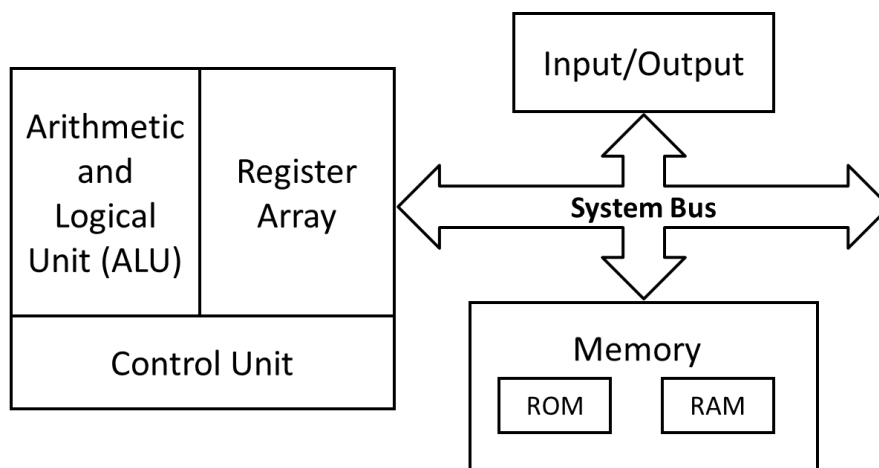 Input/Output
Arithmetic
and
Logical
Unit (ALU)
Register
Array
System Bus
Control Unit
Memory
ROM
RAM